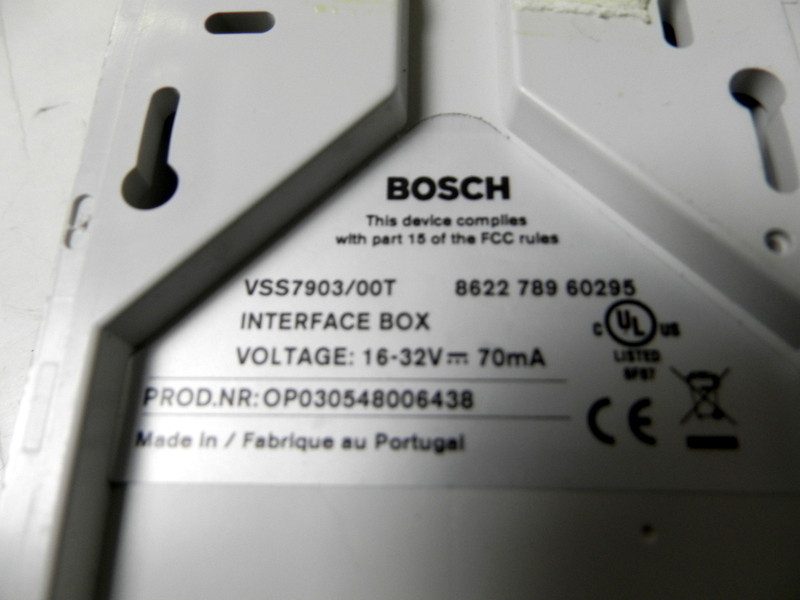 BOSCH
This device complies
with part 15 of the FCC rules
VSS7903/00T 8622 789 60295
INTERFACE BOX
C UL US
LISTED
VOLTAGE: 16-32V⎓ 70mA
PROD.NR: OP030548006438
CE
Made in / Fabrique au Portugal